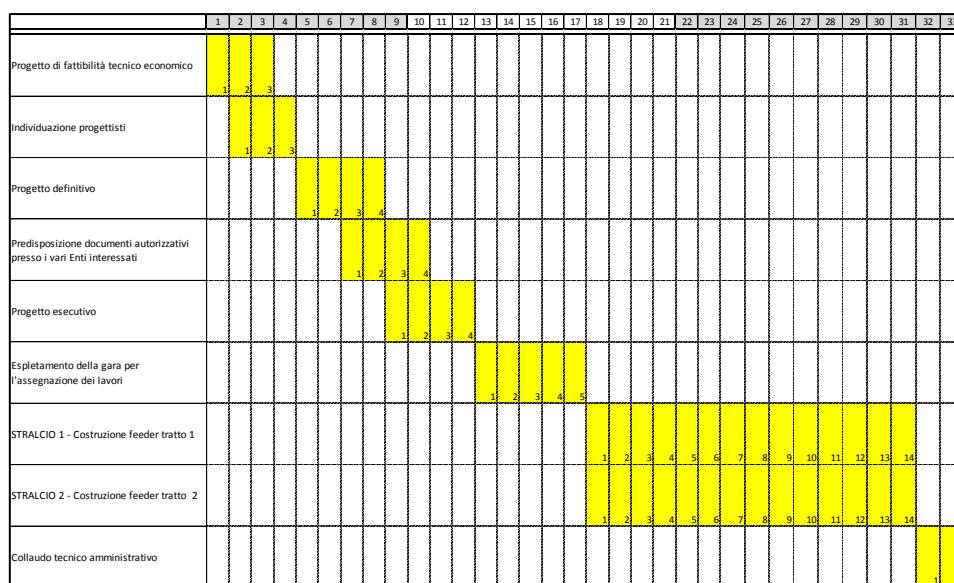 1 2 3 4 5 6 7 8 9 10 11 12 13 14 15 16 17 18 19 20 21 22 23 24 25 26 27 28 29 30 31 32 33
Progetto di fattibilità tecnico economico
1 2 3
Individuazione progettisti
1 2 3
Progetto definitivo
1 2 3 4
Predisposizione documenti autorizzativi
presso i vari Enti interessati
1 2 3 4
Progetto esecutivo
1 2 3 4
Espletamento della gara per
l'assegnazione dei lavori
1 2 3 4 5
STRALCIO 1 - Costruzione feeder tratto 1
1 2 3 4 5 6 7 8 9 10 11 12 13 14
STRALCIO 2 - Costruzione feeder tratto 2
1 2 3 4 5 6 7 8 9 10 11 12 13 14
Collaudo tecnico amministrativo
1